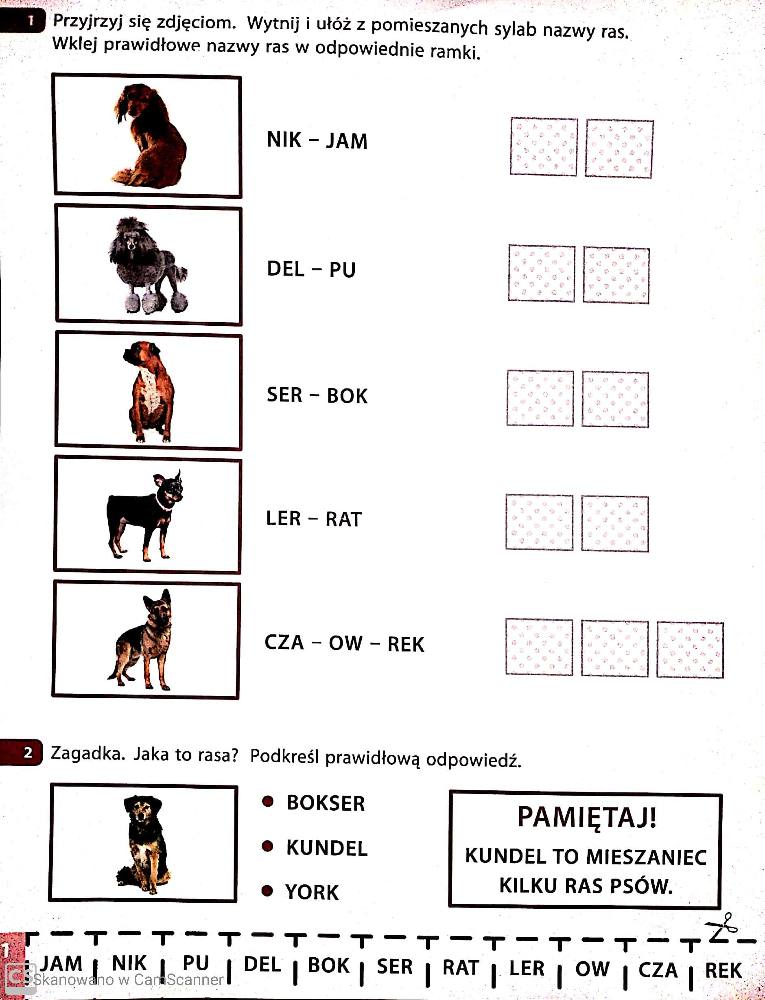 1 Przyjrzyj się zdjęciom. Wytnij i ułóż z pomieszanych sylab nazwy ras.
Wklej prawidłowe nazwy ras w odpowiednie ramki.
NIK – JAM
DEL – PU
SER – BOK
LER – RAT
CZA – OW – REK
2 Zagadka. Jaka to rasa? Podkreśl prawidłową odpowiedź.
• BOKSER
• KUNDEL
• YORK
PAMIĘTAJ!
KUNDEL TO MIESZANIEC
KILKU RAS PSÓW.
1 JAM NIK PU DEL BOK SER RAT LER OW CZA REK
CS Skanowano w CamScanner